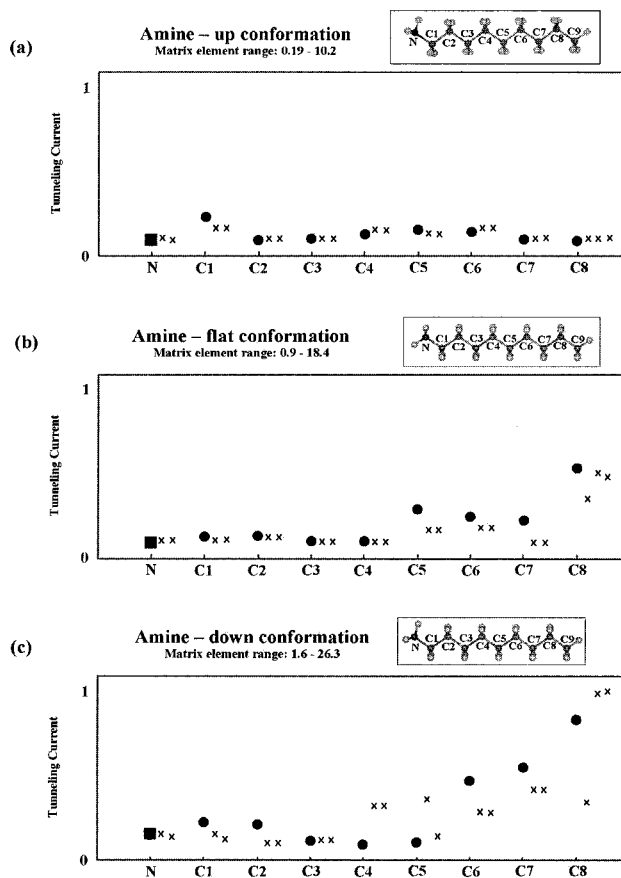 (a)
Amine – up conformation
Matrix element range: 0.19 - 10.2
N C1 C2 C3 C4 C5 C6 C7 C8 C9
Tunneling Current
1
0
N C1 C2 C3 C4 C5 C6 C7 C8
(b)
Amine – flat conformation
Matrix element range: 0.9 - 18.4
N C1 C2 C3 C4 C5 C6 C7 C8 C9
Tunneling Current
1
0
N C1 C2 C3 C4 C5 C6 C7 C8
(c)
Amine – down conformation
Matrix element range: 1.6 - 26.3
N C1 C2 C3 C4 C5 C6 C7 C8 C9
Tunneling Current
1
0
N C1 C2 C3 C4 C5 C6 C7 C8